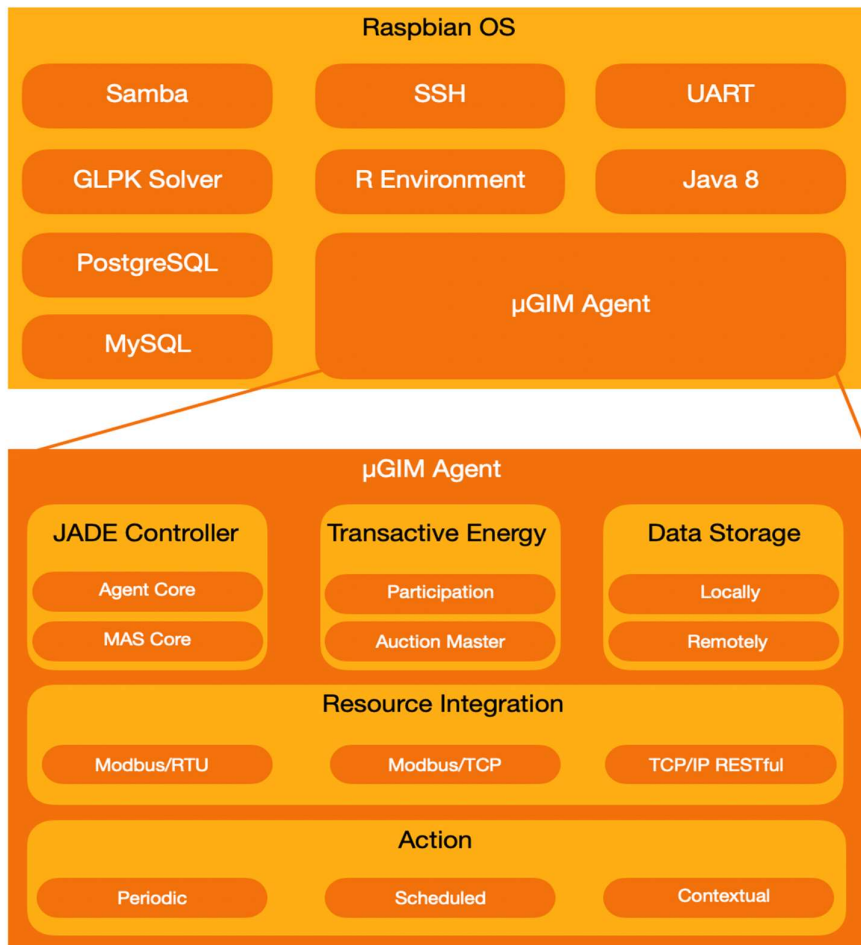 Raspbian OS
Samba
SSH
UART
GLPK Solver
R Environment
Java 8
PostgreSQL
µGIM Agent
MySQL
µGIM Agent
JADE Controller
Transactive Energy
Data Storage
Agent Core
Participation
Locally
MAS Core
Auction Master
Remotely
Resource Integration
Modbus/RTU
Modbus/TCP
TCP/IP RESTful
Action
Periodic
Scheduled
Contextual